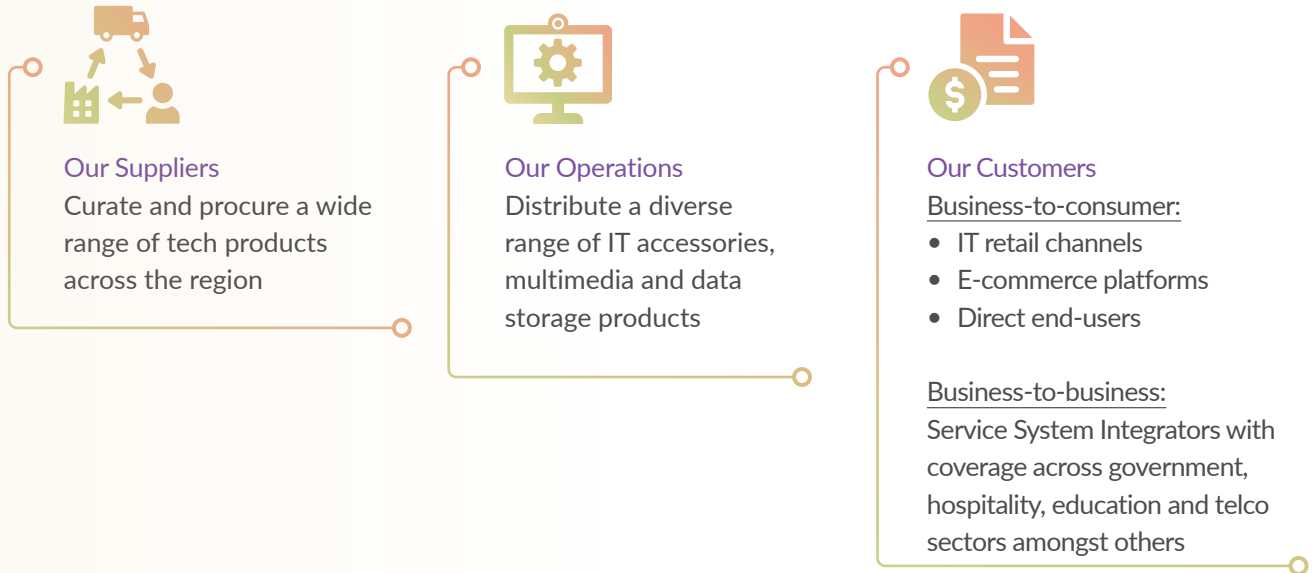 Our Suppliers
Curate and procure a wide
range of tech products
across the region
Our Operations
Distribute a diverse
range of IT accessories,
multimedia and data
storage products
$
Our Customers
Business-to-consumer:
• IT retail channels
• E-commerce platforms
• Direct end-users
Business-to-business:
Service System Integrators with
coverage across government,
hospitality, education and telco
sectors amongst others